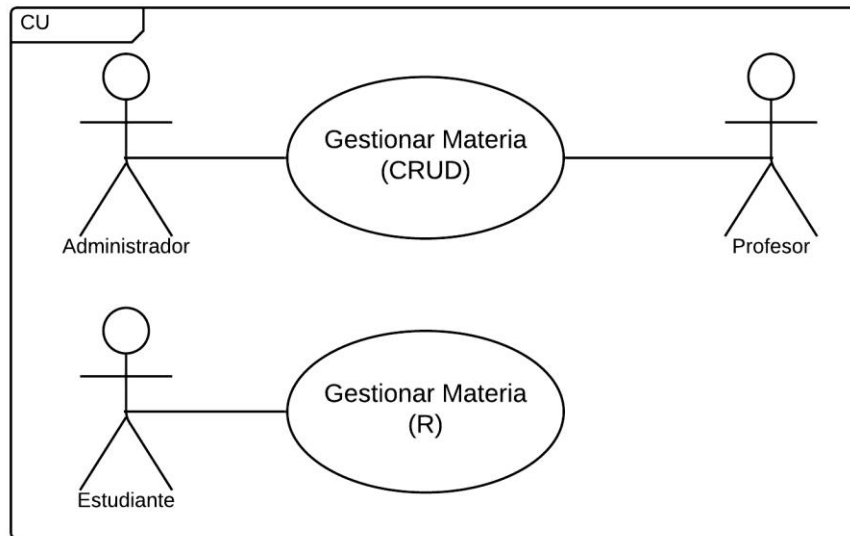 CU
Gestionar Materia
(CRUD)
Administrador
Profesor
Gestionar Materia
(R)
Estudiante